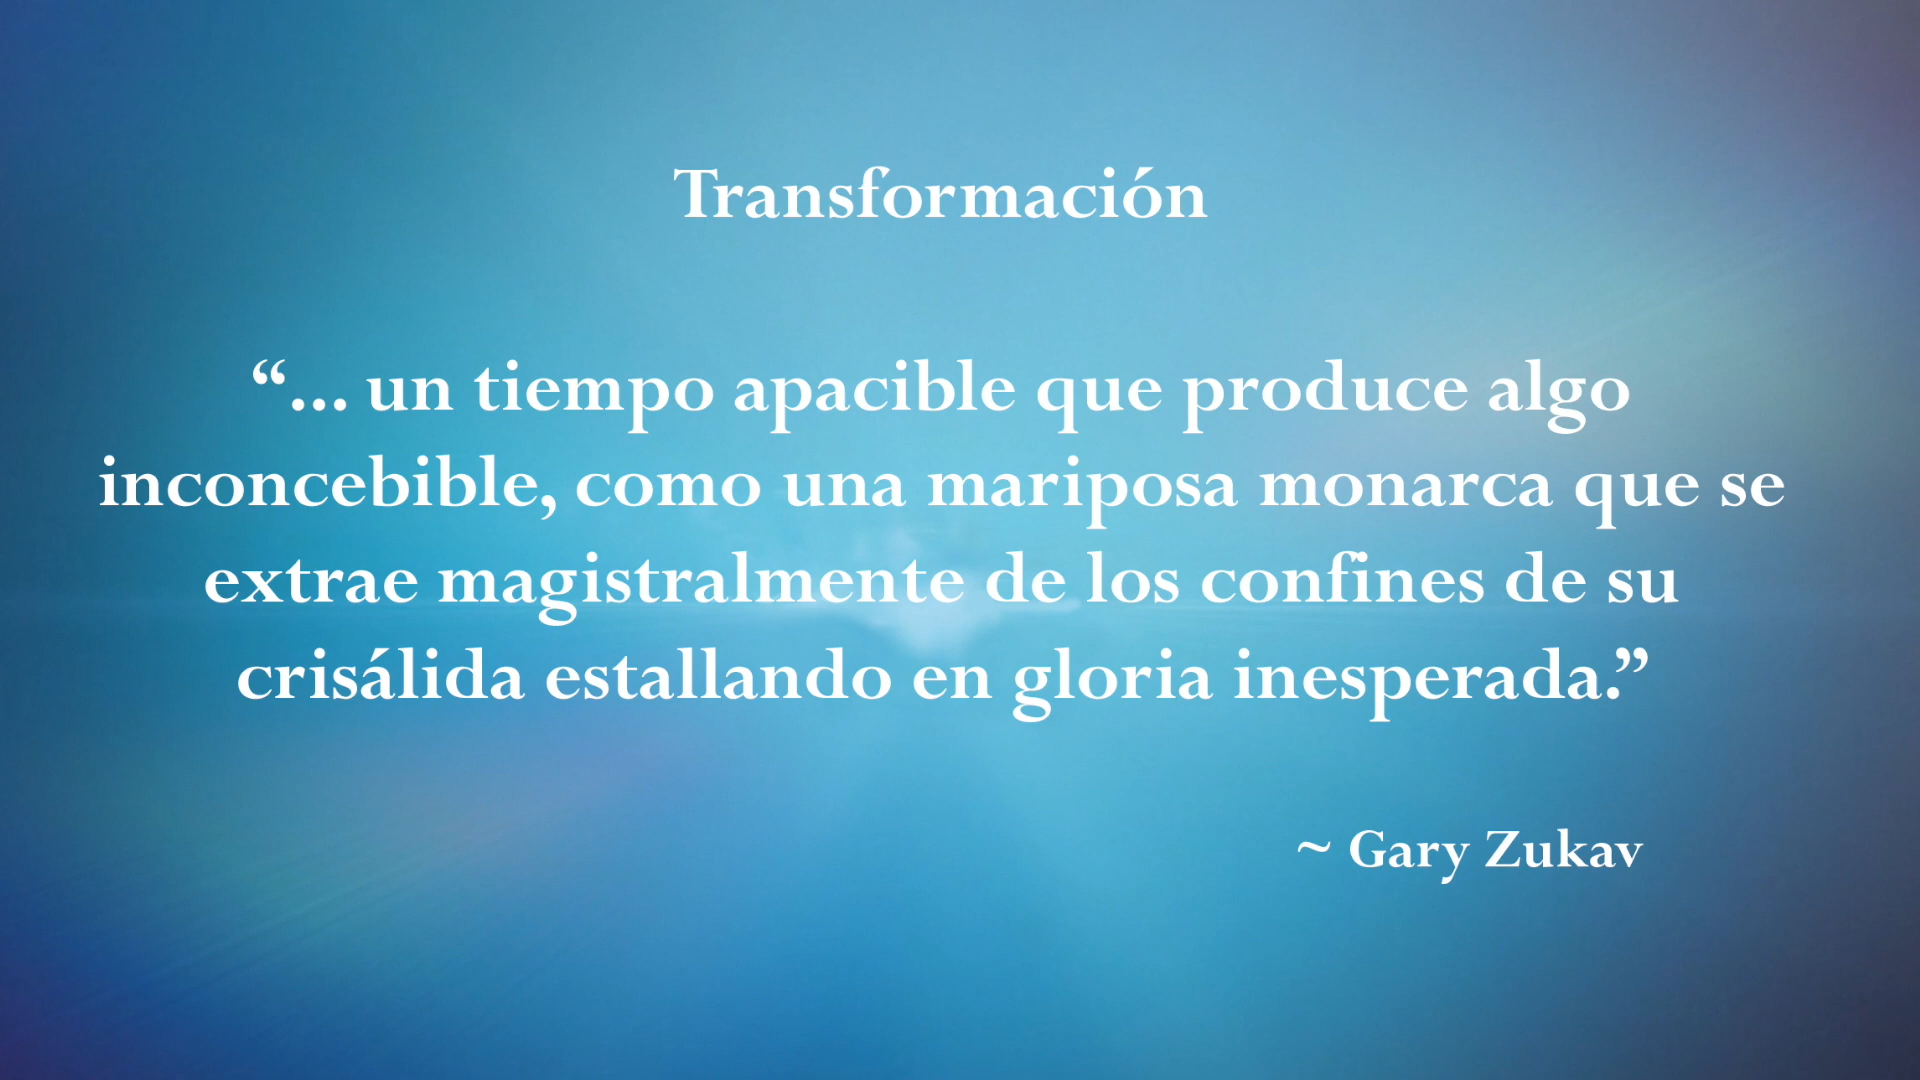 Transformación
“... un tiempo apacible que produce algo
inconcebible, como una mariposa monarca que se
extrae magistralmente de los confines de su
crisálida estallando en gloria inesperada.”
~ Gary Zukav